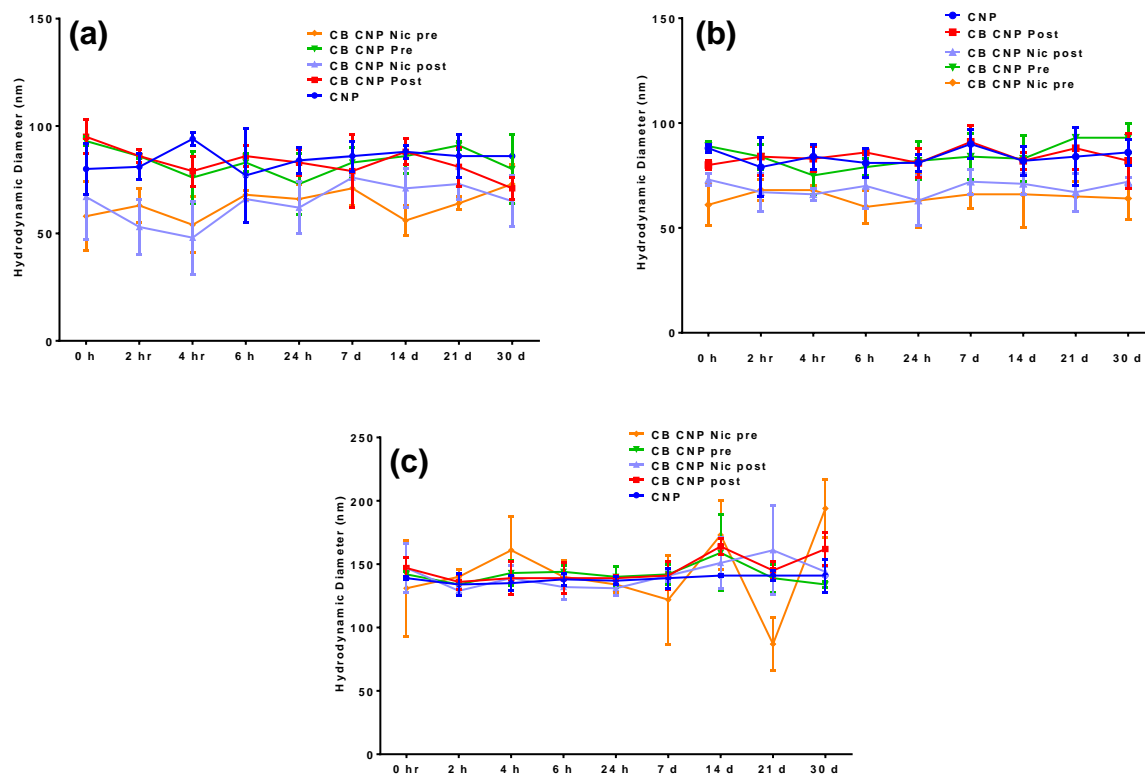 (a)
CB CNP Nic pre
CB CNP Pre
CB CNP Nic post
CB CNP Post
CNP
Hydrodynamic Diameter (nm)
150
100
50
0
0 h 2 hr 4 hr 6 h 24 h 7 d 14 d 21 d 30 d
(b)
CNP
CB CNP Post
CB CNP Nic post
CB CNP Pre
CB CNP Nic pre
Hydrodynamic Diameter (nm)
150
100
50
0
0 h 2 hr 4 hr 6 h 24 h 7 d 14 d 21 d 30 d
(c)
CB CNP Nic pre
CB CNP pre
CB CNP Nic post
CB CNP post
CNP
Hydrodynamic Diameter (nm)
250
200
150
100
50
0
0 hr 2 h 4 h 6 h 24 h 7 d 14 d 21 d 30 d